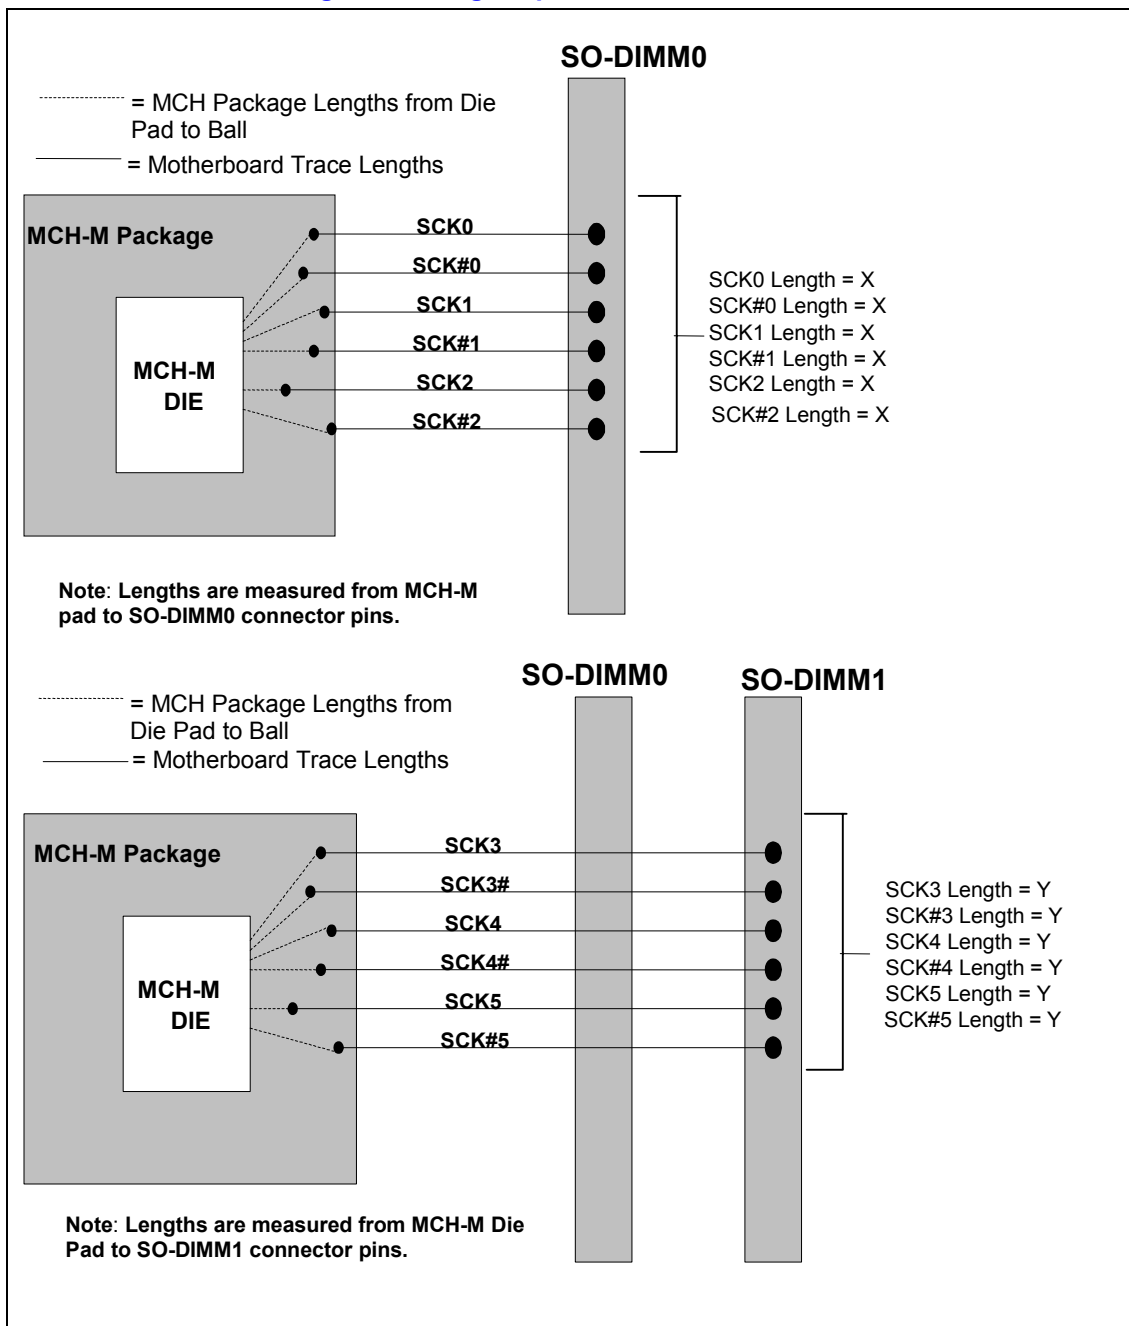 SO-DIMM0
= MCH Package Lengths from Die
Pad to Ball
= Motherboard Trace Lengths
MCH-M Package
SCK0
SCK#0
SCK1
SCK#1
SCK2
SCK#2
MCH-M
DIE
SCK0 Length = X
SCK#0 Length = X
SCK1 Length = X
SCK#1 Length = X
SCK2 Length = X
SCK#2 Length = X
Note: Lengths are measured from MCH-M
pad to SO-DIMM0 connector pins.
SO-DIMM0
SO-DIMM1
= MCH Package Lengths from
Die Pad to Ball
= Motherboard Trace Lengths
MCH-M Package
SCK3
SCK3#
SCK4
SCK4#
SCK5
SCK#5
MCH-M
DIE
SCK3 Length = Y
SCK#3 Length = Y
SCK4 Length = Y
SCK#4 Length = Y
SCK5 Length = Y
SCK#5 Length = Y
Note: Lengths are measured from MCH-M Die
Pad to SO-DIMM1 connector pins.